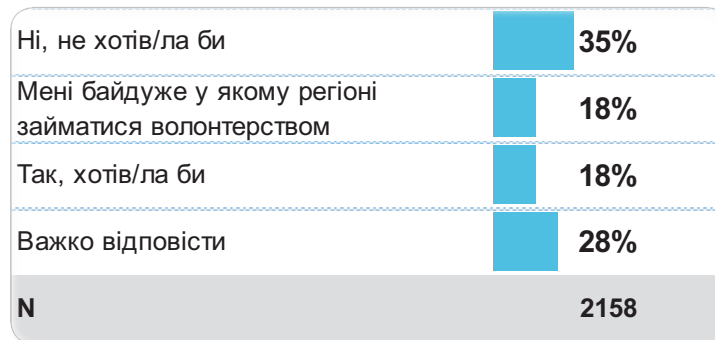 Ні, не хотів/ла би 35%
Мені байдуже у якому регіоні
займатися волонтерством 18%
Так, хотів/ла би 18%
Важко відповісти 28%
N 2158